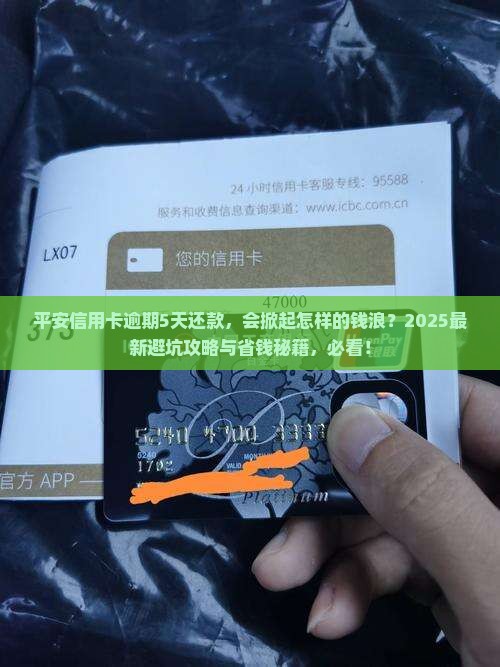 24 小时信用卡客服专线：95588
服务和收费信息查询渠道：www.icbc.com.cn
LX07
您的信用卡
47000
平安信用卡逾期5天还款，会掀起怎样的钱浪？2025最
新避坑攻略与省钱秘籍，必看！
373
官方 APP
Platinum